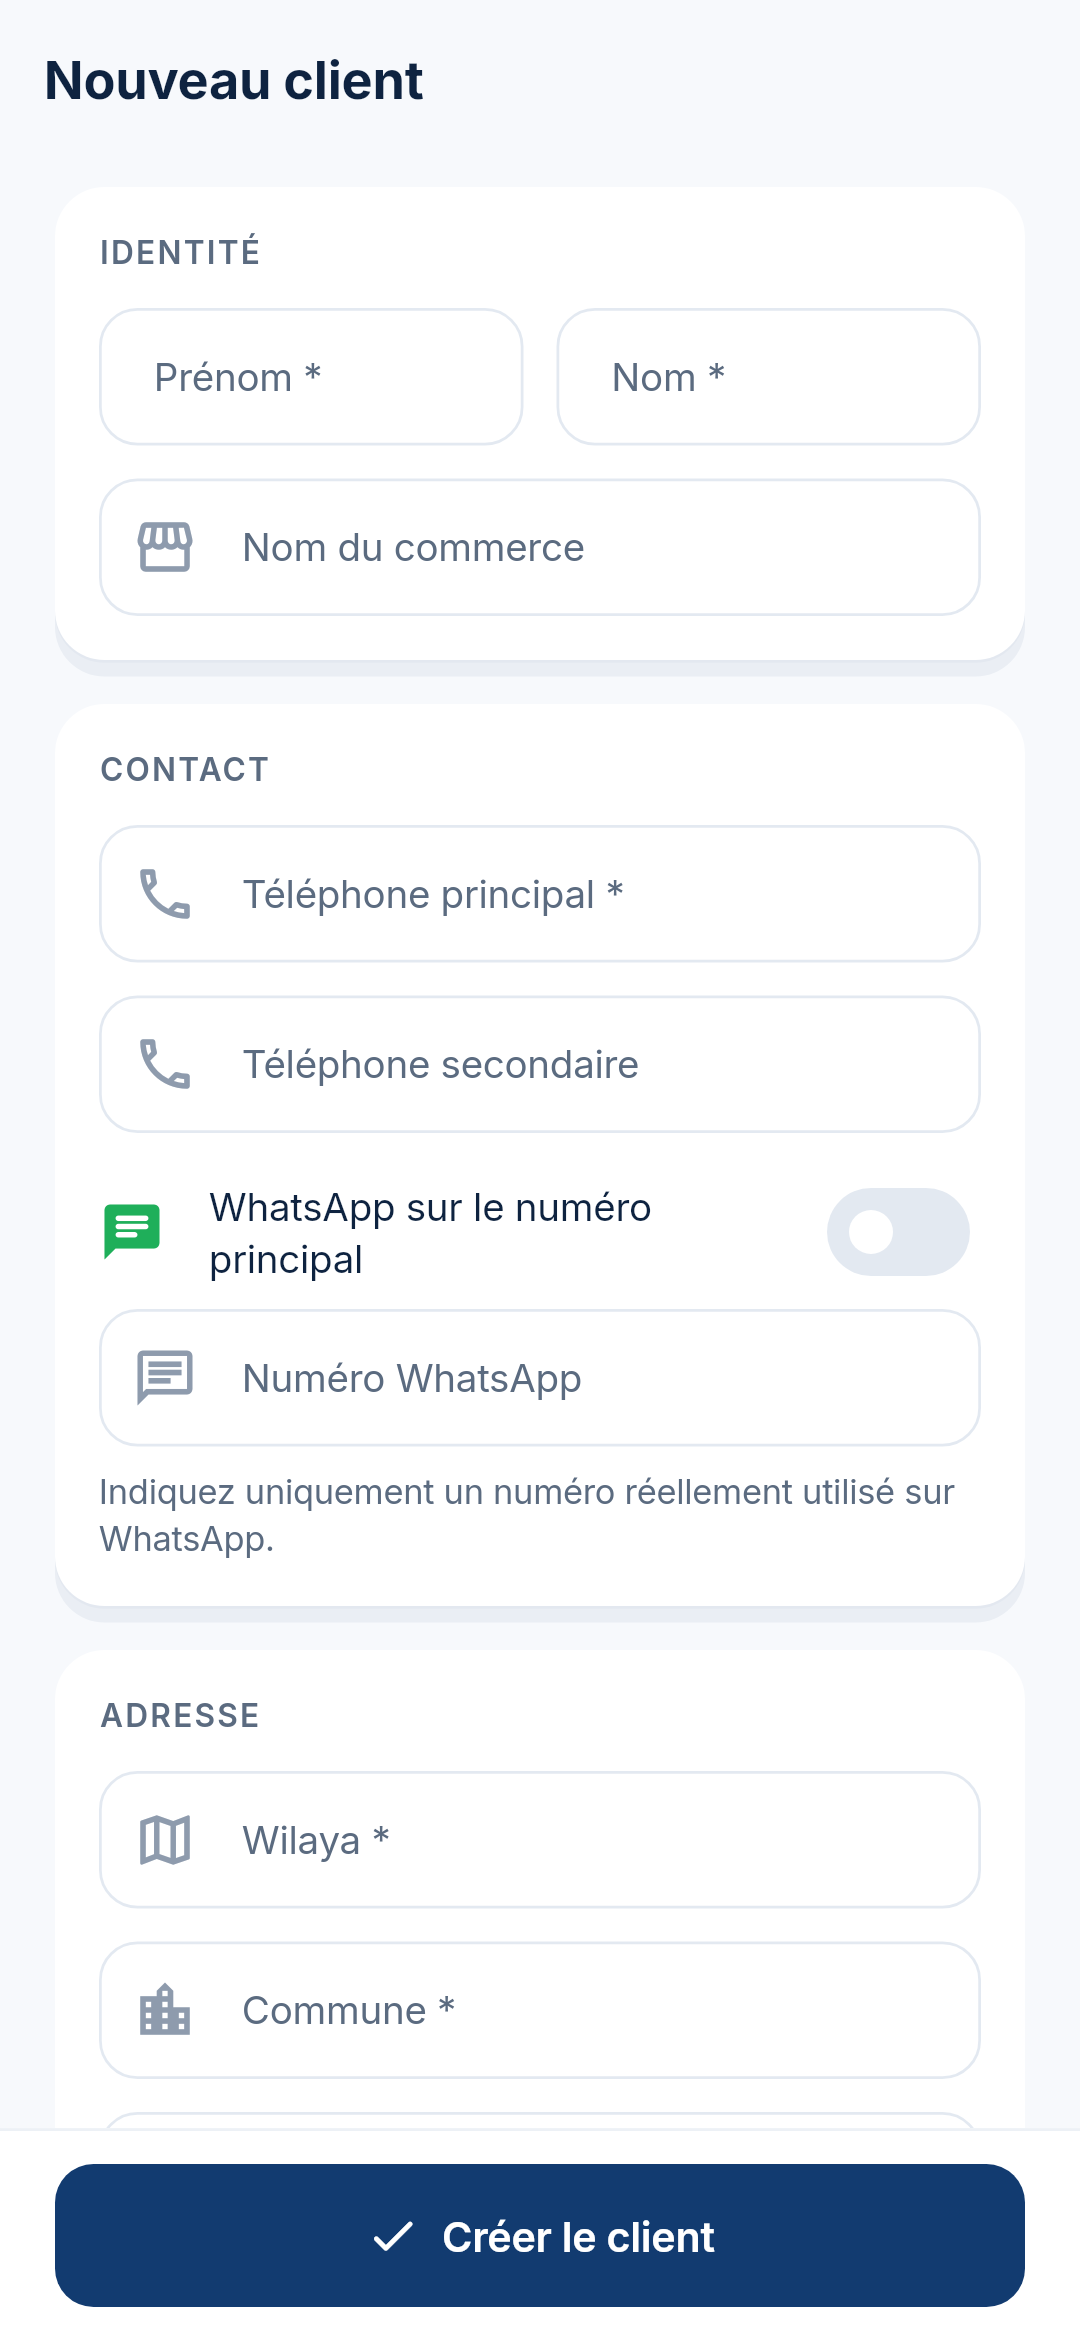 Nouveau client
IDENTITÉ
Prénom *
Nom *
Nom du commerce
CONTACT
Téléphone principal *
Téléphone secondaire
WhatsApp sur le numéro
principal
Numéro WhatsApp
Indiquez uniquement un numéro réellement utilisé sur
WhatsApp.
ADRESSE
Wilaya *
Commune *
Créer le client